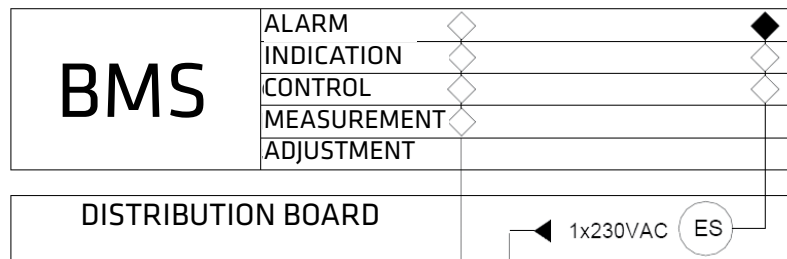 BMS
ALARM
INDICATION
CONTROL
MEASUREMENT
ADJUSTMENT
DISTRIBUTION BOARD
1x230VAC ES